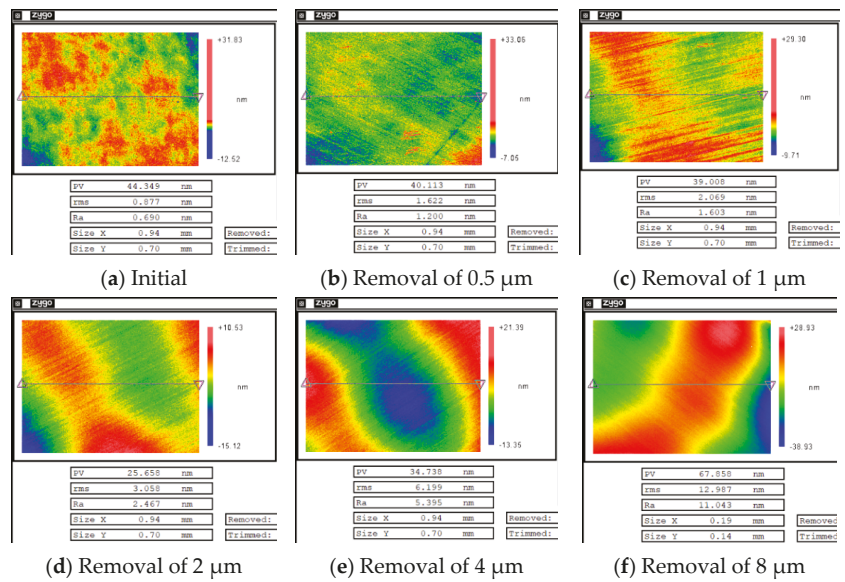 zygo
+31.83
nm
-12.52
PV 44.349 nm
rms 0.877 nm
Ra 0.690 nm
Size X 0.94 mm Removed:
Size Y 0.70 mm Trimmed:
(a) Initial
zygo
+33.06
nm
-7.05
PV 40.113 nm
rms 1.622 nm
Ra 1.200 nm
Size X 0.94 mm Removed:
Size Y 0.70 mm Trimmed:
(b) Removal of 0.5 µm
zygo
+29.30
nm
-9.71
PV 39.008 nm
rms 2.069 nm
Ra 1.603 nm
Size X 0.94 mm Removed:
Size Y 0.70 mm Trimmed:
(c) Removal of 1 µm
zygo
+10.53
nm
-15.12
PV 25.658 nm
rms 3.058 nm
Ra 2.467 nm
Size X 0.94 mm Removed:
Size Y 0.70 mm Trimmed:
(d) Removal of 2 µm
zygo
+21.39
nm
-13.35
PV 34.738 nm
rms 6.199 nm
Ra 5.395 nm
Size X 0.94 mm Removed:
Size Y 0.70 mm Trimmed:
(e) Removal of 4 µm
zygo
+28.93
nm
-38.93
PV 67.858 nm
rms 12.987 nm
Ra 11.043 nm
Size X 0.19 mm Removed
Size Y 0.14 mm Trimmed
(f) Removal of 8 µm